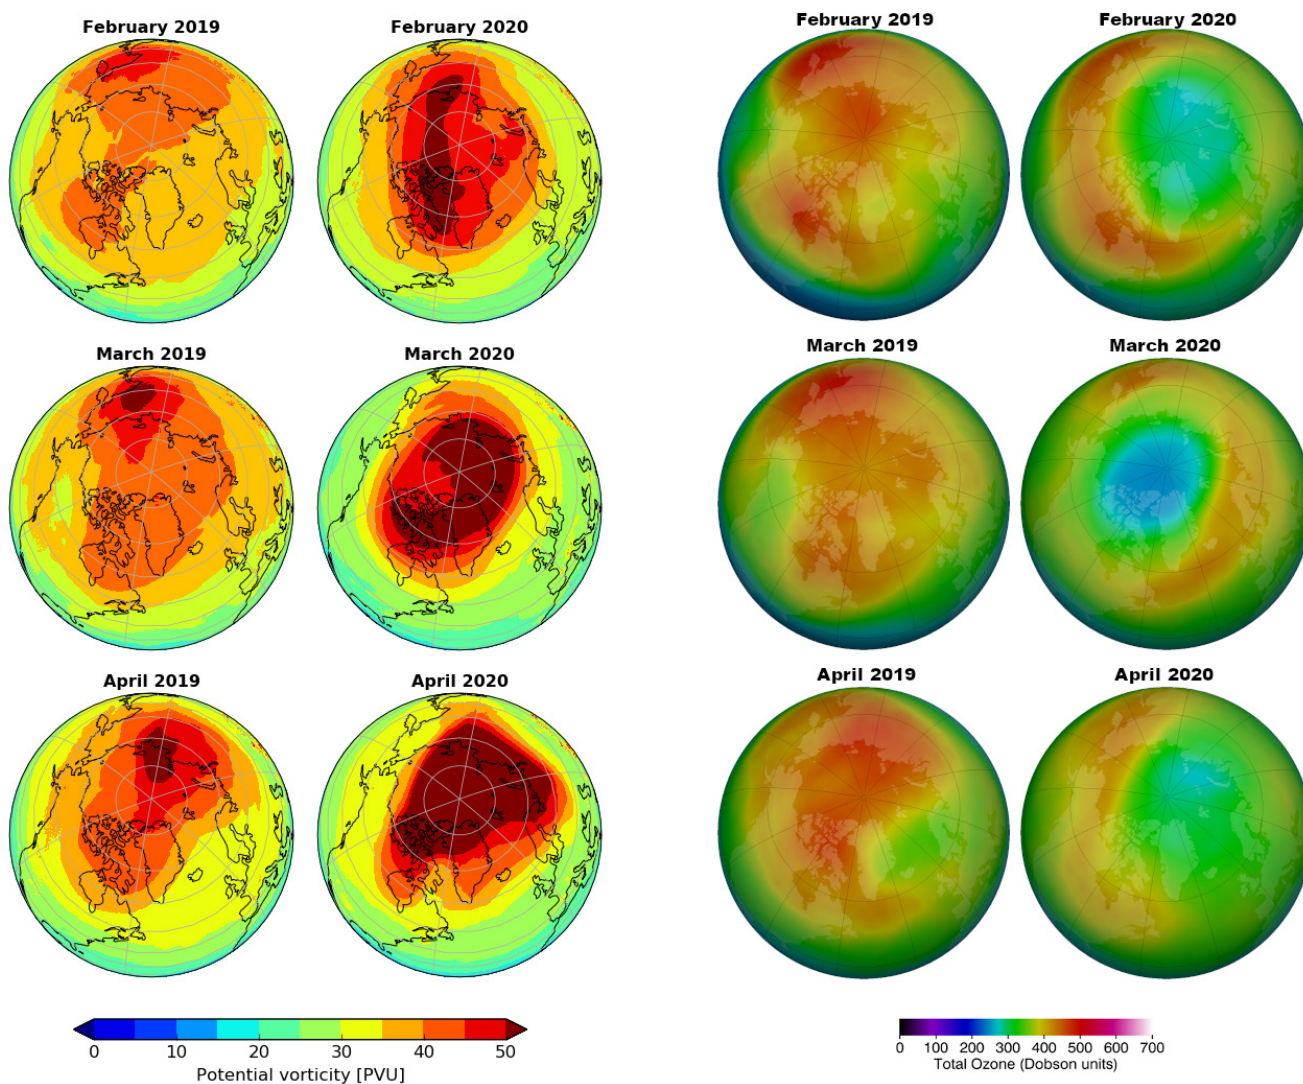 February 2019
February 2020
February 2019
February 2020
March 2019
March 2020
March 2019
March 2020
April 2019
April 2020
April 2019
April 2020
0 10 20 30 40 50
Potential vorticity [PVU]
0 100 200 300 400 500 600 700
Total Ozone (Dobson units)